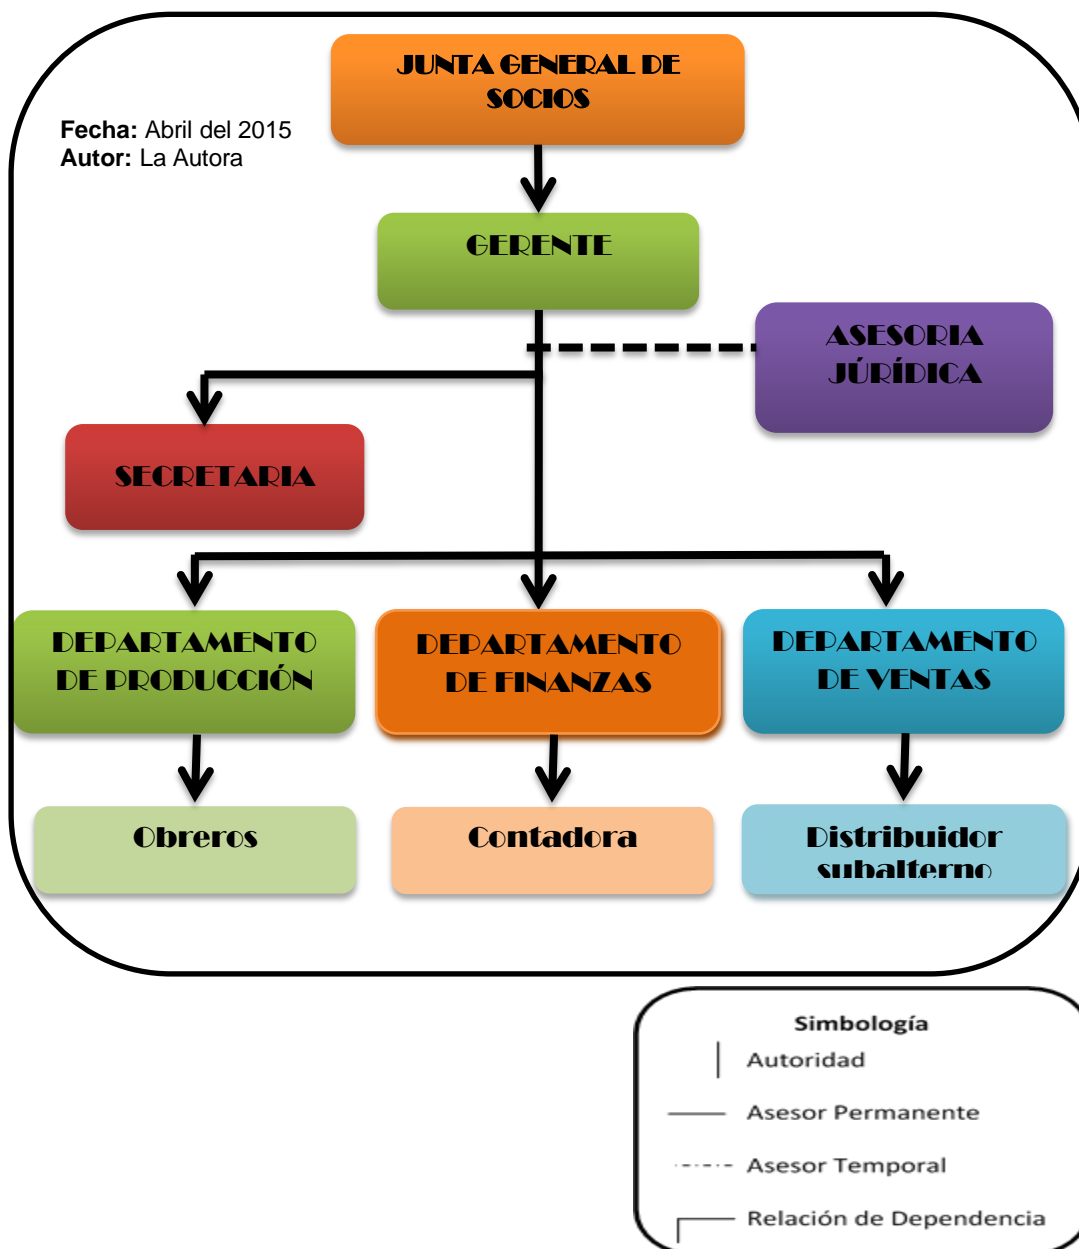 JUNTA GENERAL DE
SOCIOS
Fecha: Abril del 2015
Autor: La Autora
GERENTE
ASESORIA
JÚRÍDICA
SECRETARIA
DEPARTAMENTO
DE PRODUCCIÓN
DEPARTAMENTO
DE FINANZAS
DEPARTAMENTO
DE VENTAS
Obreros
Contadora
Distribuidor
subalterno
Simbología
Autoridad
Asesor Permanente
Asesor Temporal
Relación de Dependencia